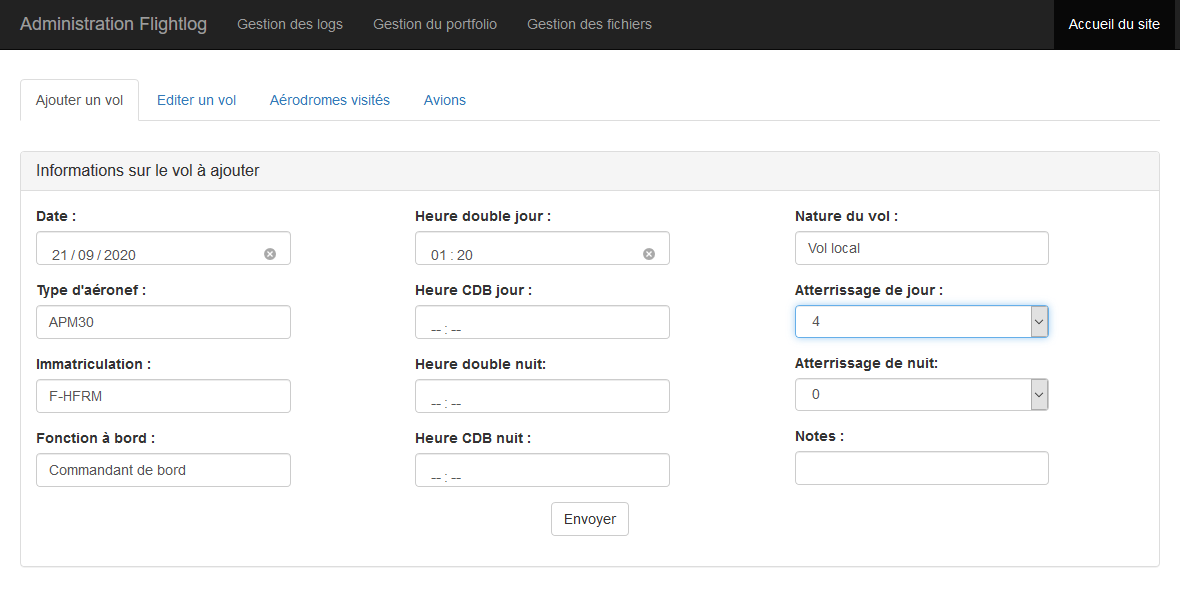 Administration Flightlog Gestion des logs Gestion du portfolio Gestion des fichiers Accueil du site
Ajouter un vol Editer un vol Aérodromes visités Avions
Informations sur le vol à ajouter
Date : Heure double jour : Nature du vol :
21 / 09 / 2020 01 : 20 Vol local
Type d'aéronef : Heure CDB jour : Atterrissage de jour :
APM30 -- : -- 4
Immatriculation : Heure double nuit: Atterrissage de nuit:
F-HFRM -- : -- 0
Fonction à bord : Heure CDB nuit : Notes :
Commandant de bord -- : --
Envoyer